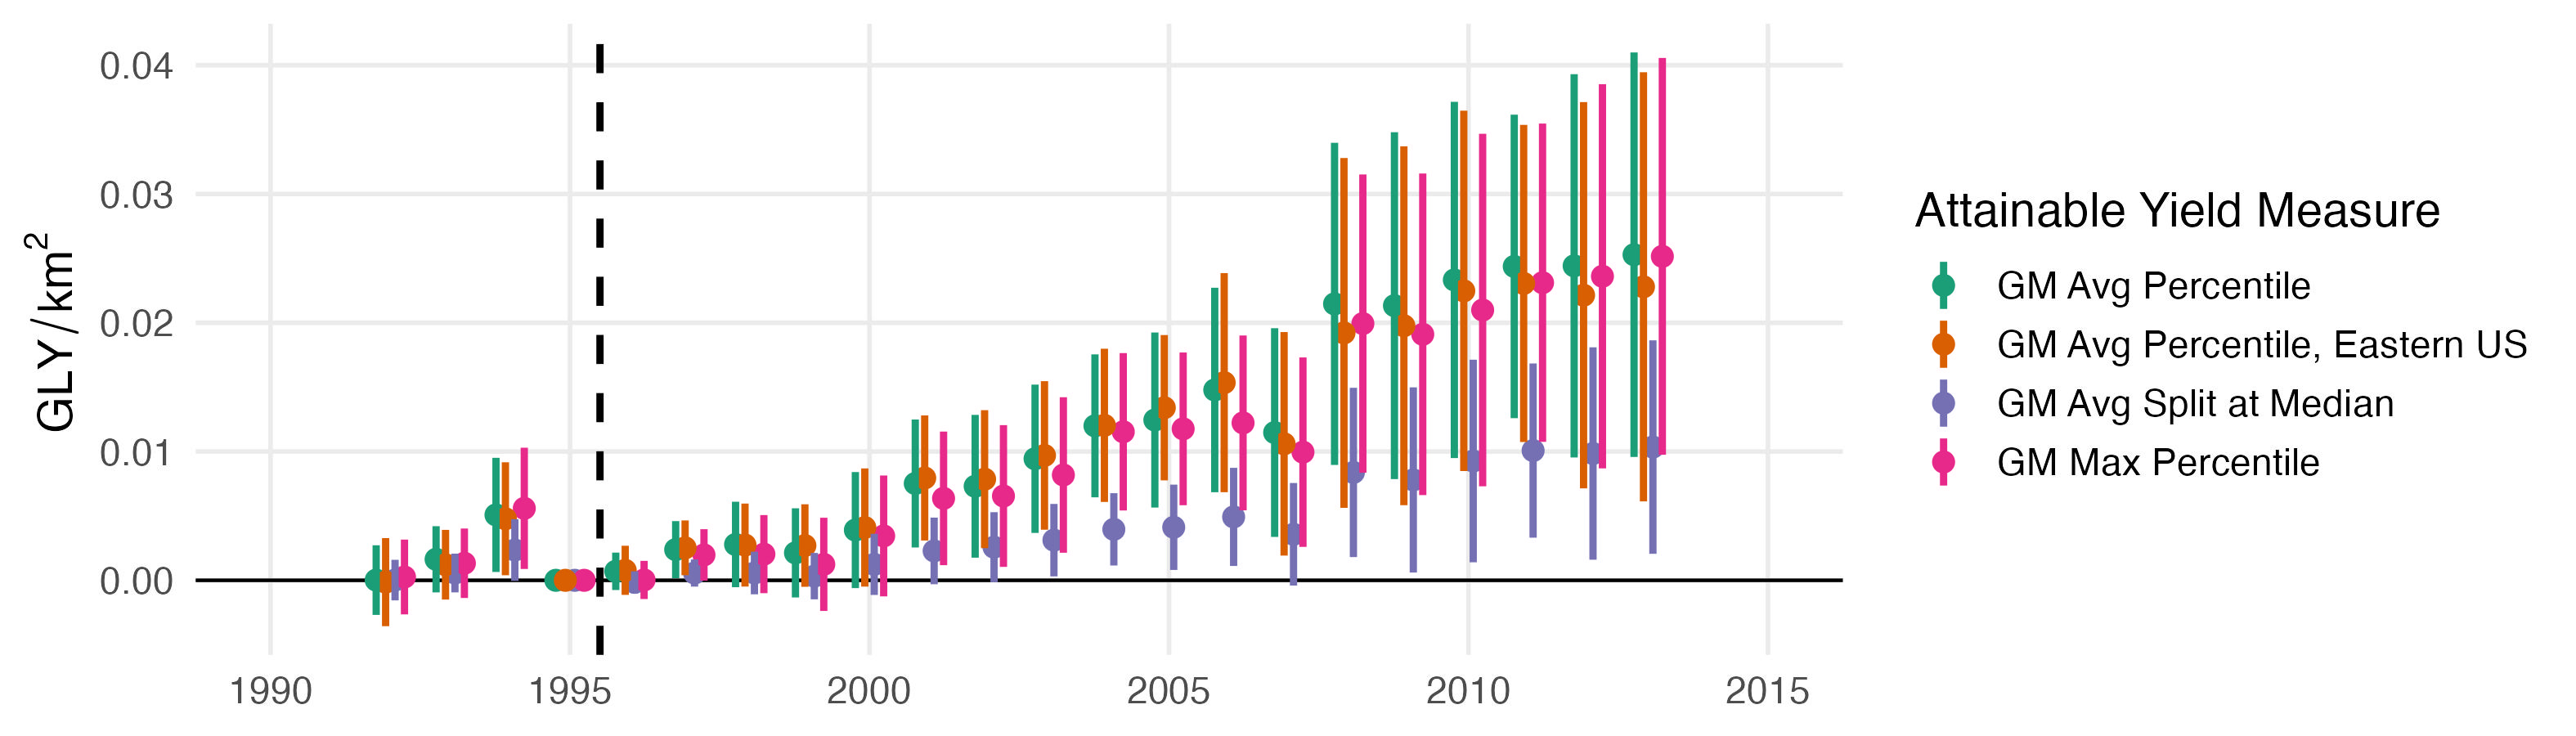 0.04
0.03
0.02
0.01
0.00
GLY/km²
1990 1995 2000 2005 2010 2015
Attainable Yield Measure
GM Avg Percentile
GM Avg Percentile, Eastern US
GM Avg Split at Median
GM Max Percentile